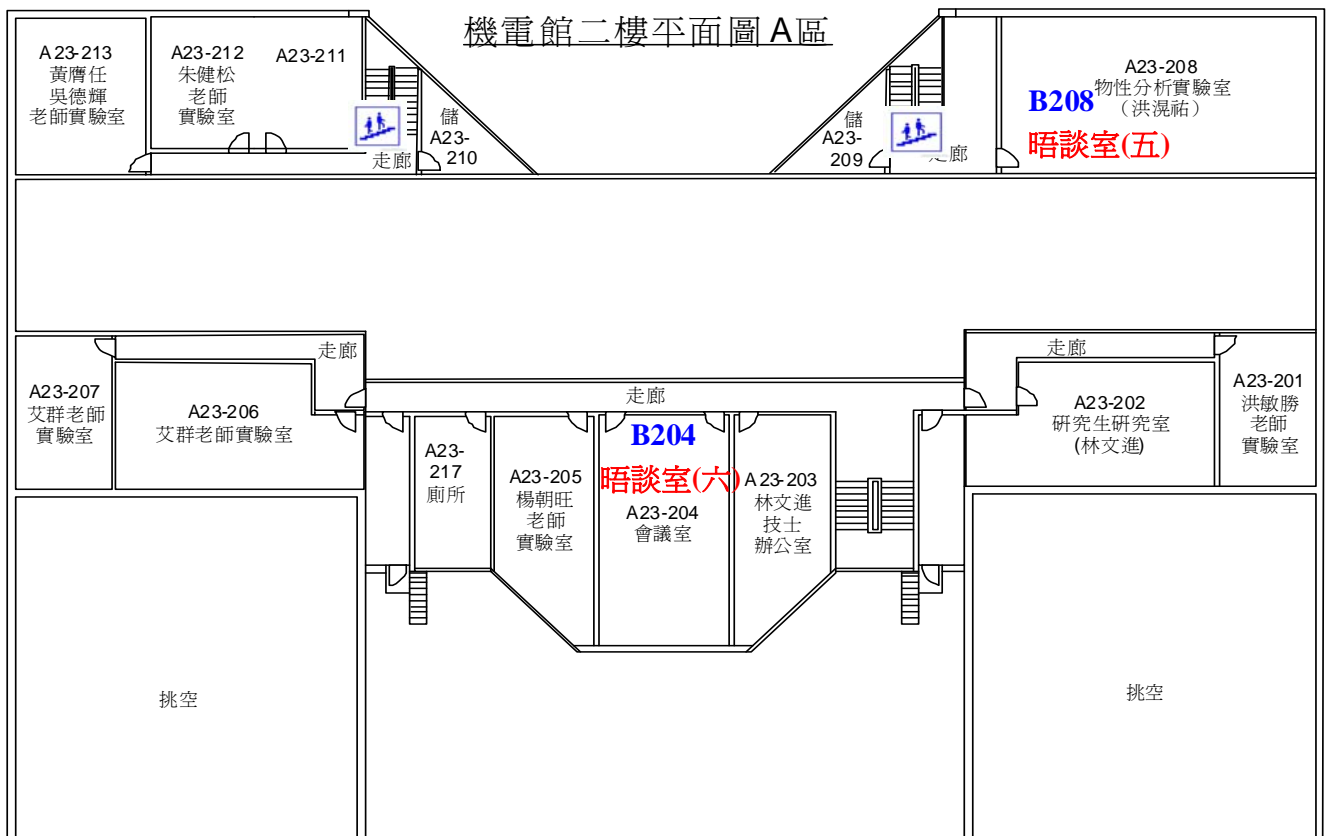 機電館二樓平面圖A區
A23-213
黃膺任
吳德輝
老師實驗室
A23-212
朱健松
老師
實驗室
A23-211
儲
A23-
210
走廊
儲
A23-
209
走廊
A23-208
物性分析實驗室
（洪滉祐）
B208
晤談室(五)
走廊
A23-207
艾群老師
實驗室
A23-206
艾群老師實驗室
走廊
走廊
A23-202
研究生研究室
(林文進)
A23-201
洪敏勝
老師
實驗室
A23-
217
廁所
A23-205
楊朝旺
老師
實驗室
B204
晤談室(六)
A23-204
會議室
A23-203
林文進
技士
辦公室
挑空
挑空